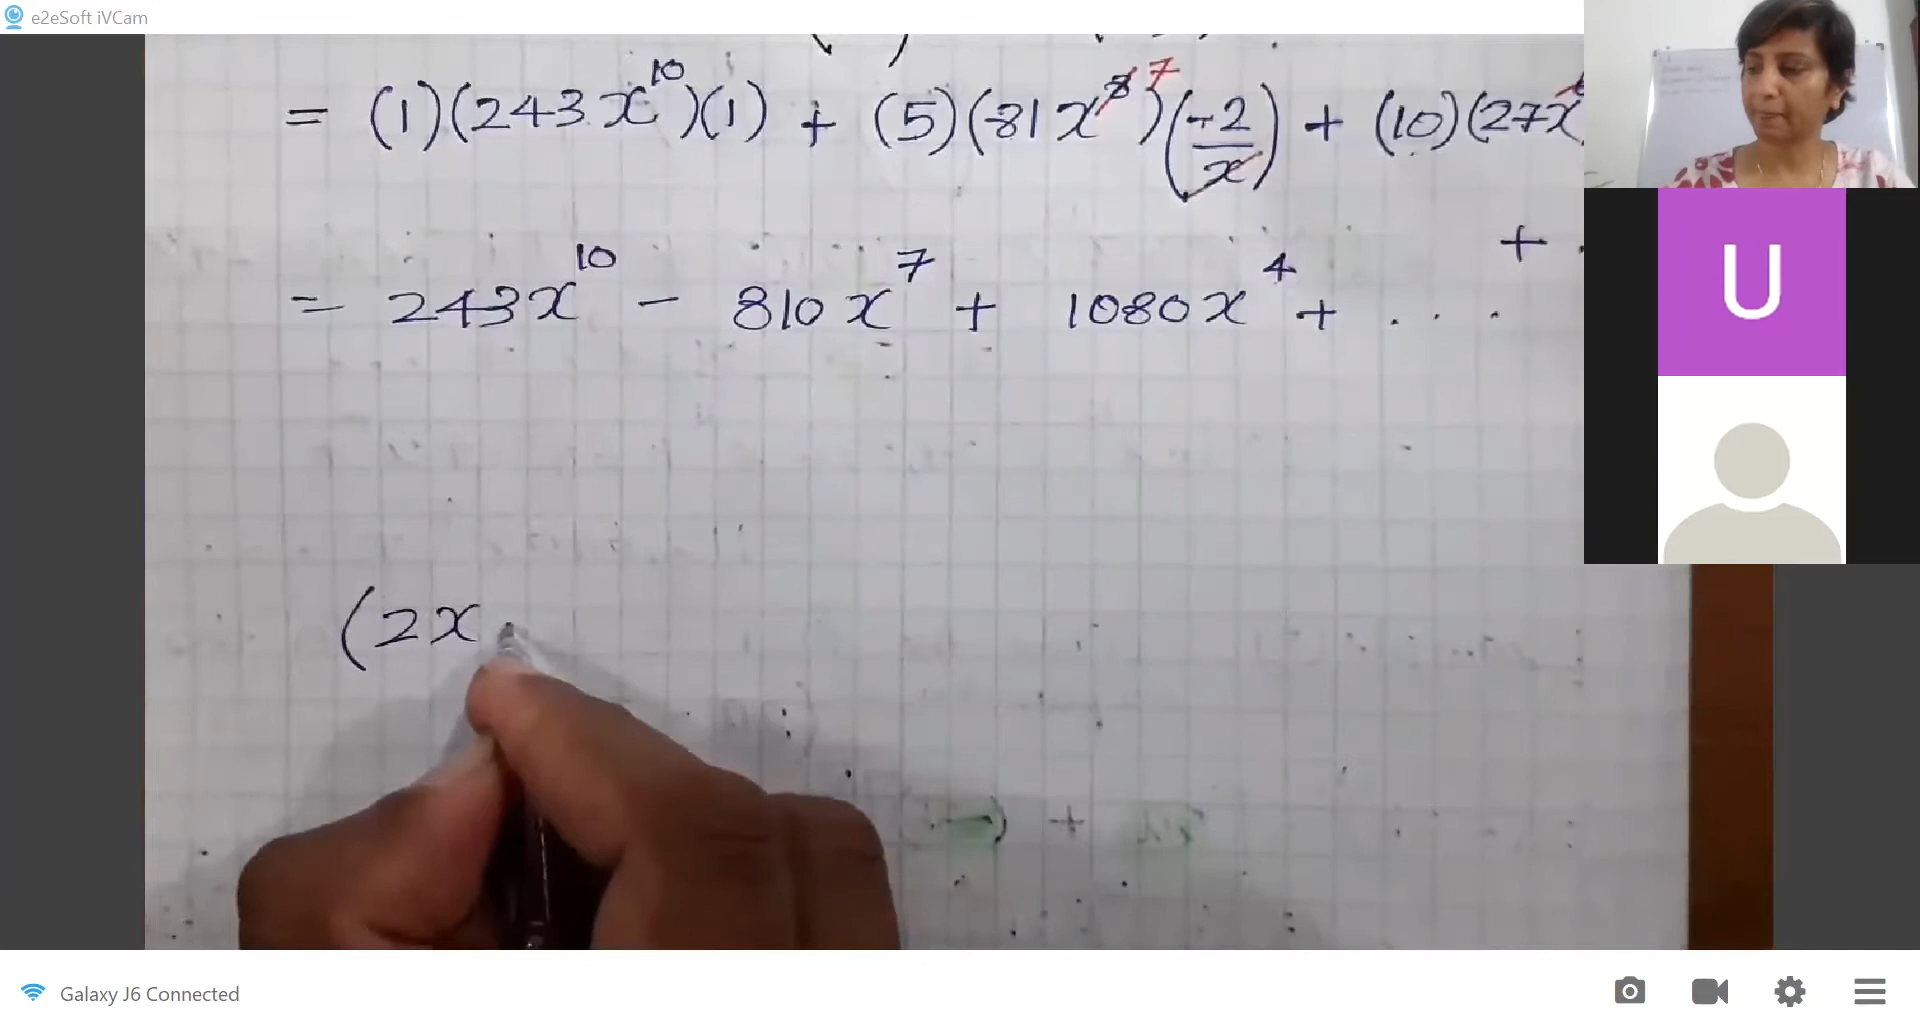 e2eSoft iVCam
= (1)(243x^10)(1) + (5)(81x^8 7)(-2/x) + (10)(27x
+ .
= 243x^10 - 810x^7 + 1080x^4 + . . .
U
(2x
+
Galaxy J6 Connected